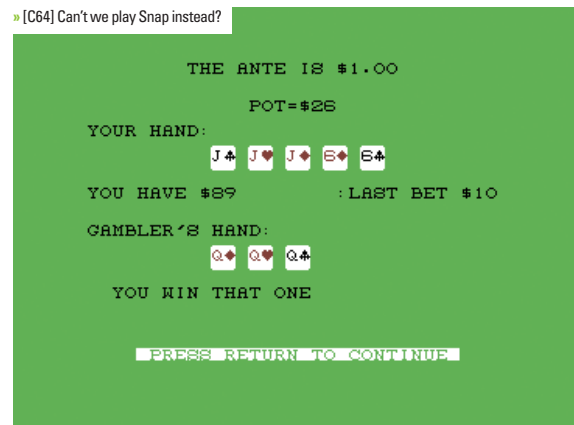 » [C64] Can't we play Snap instead?
THE ANTE IS $1.00
POT=$26
YOUR HAND:
J♣ J♥ J♦ 6♦ 6♣
YOU HAVE $89 :LAST BET $10
GAMBLER'S HAND:
Q♦ Q♥ Q♣
YOU WIN THAT ONE
PRESS RETURN TO CONTINUE